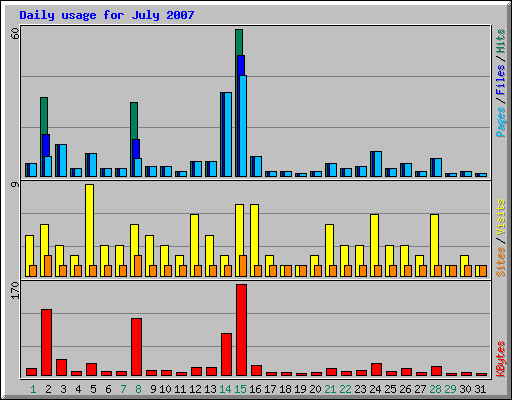 Daily usage for July 2007
60
Pages / Files / Hits
9
Sites / Visits
170
KBytes
1 2 3 4 5 6 7 8 9 10 11 12 13 14 15 16 17 18 19 20 21 22 23 24 25 26 27 28 29 30 31